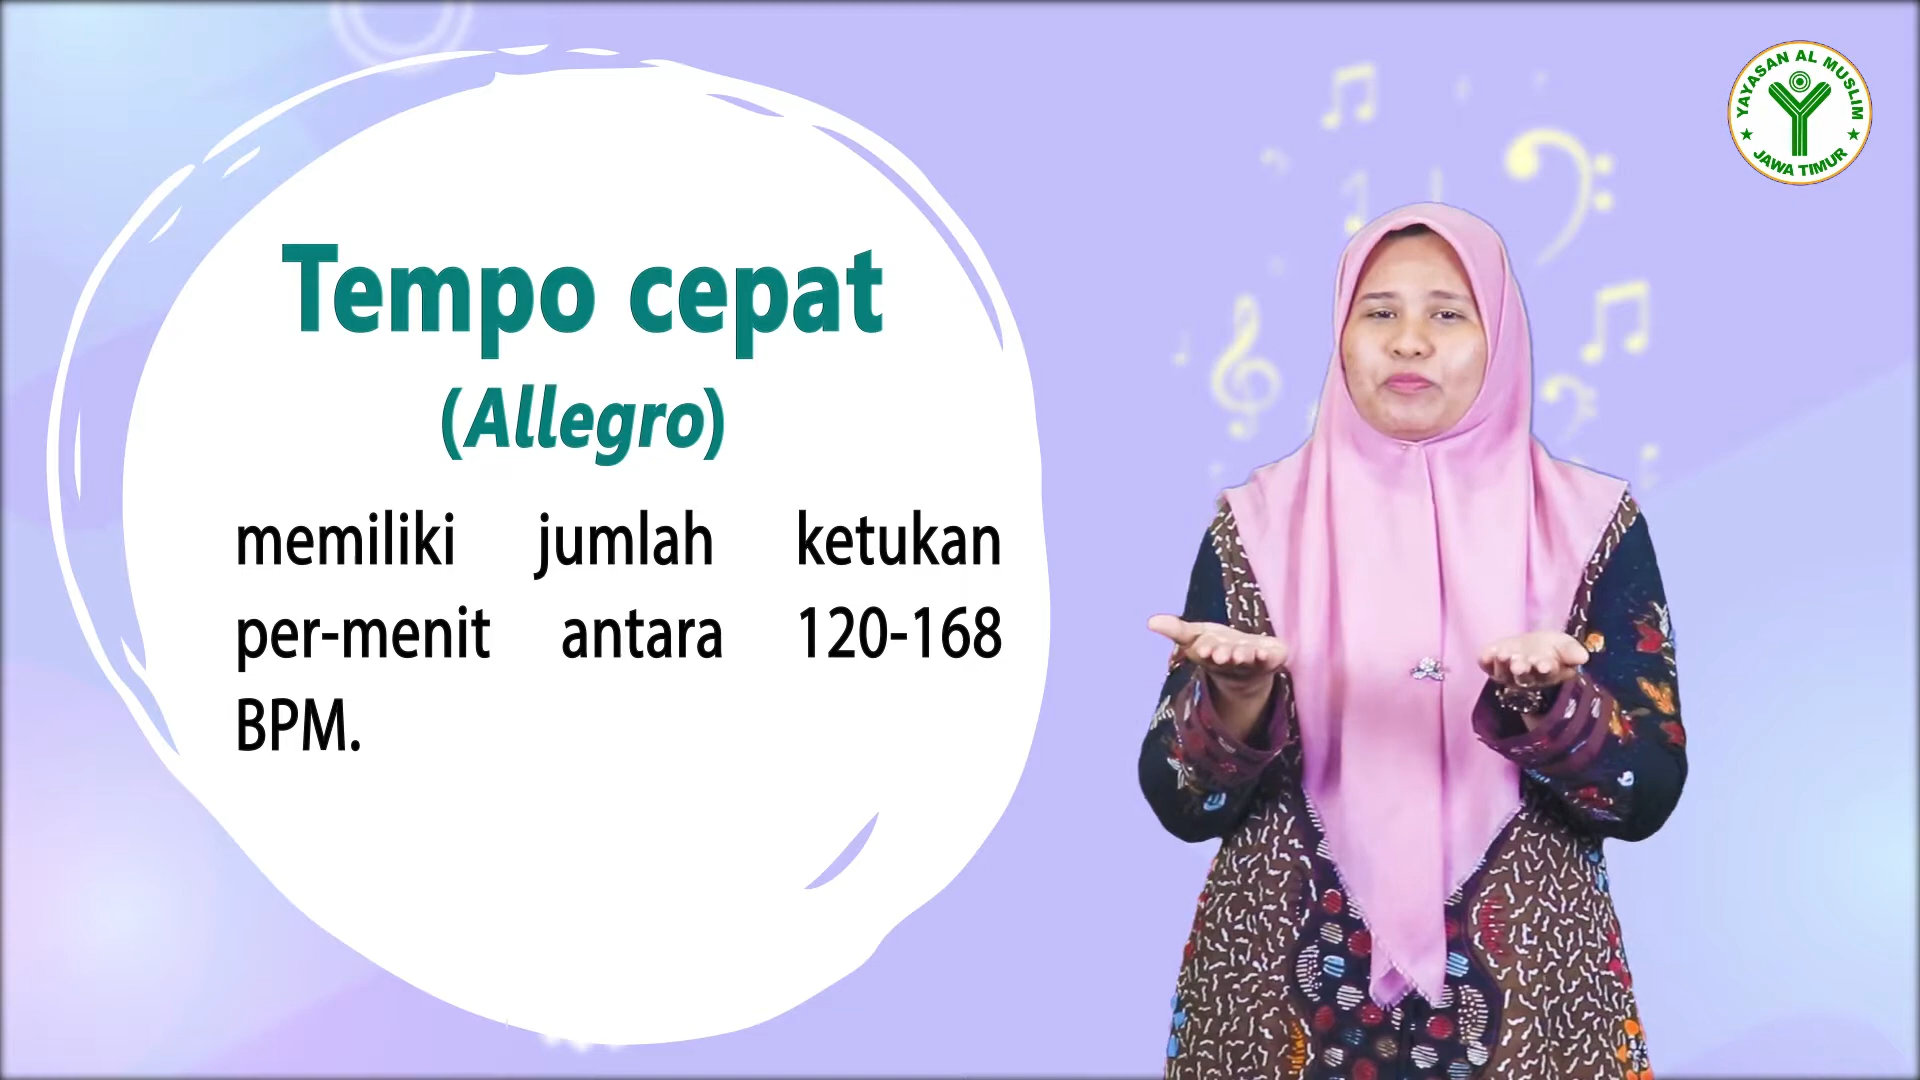 YAYASAN AL MUSLIM
JAWA TIMUR
Tempo cepat
(Allegro)
memiliki jumlah ketukan
per-menit antara 120-168
BPM.